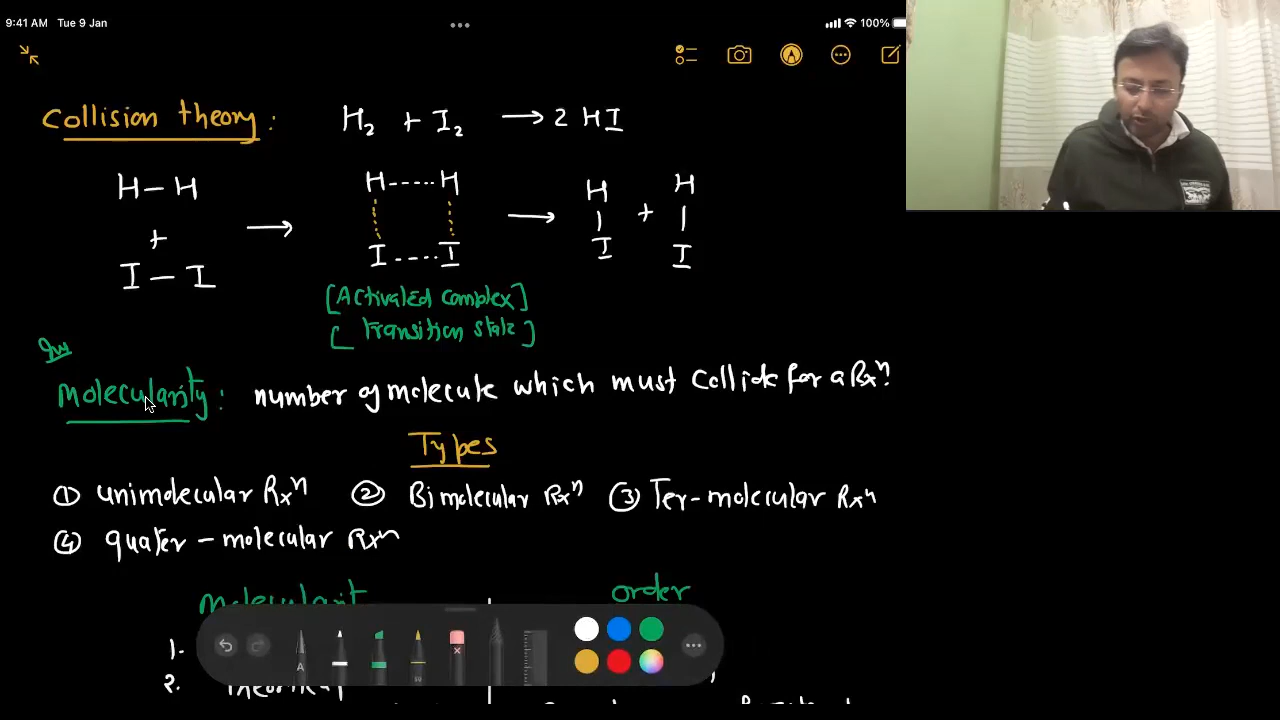 9:41 AM Tue 9 Jan
100%
Collision theory : H₂ + I₂ → 2 HI
H – H H-----H H H
+ → → | + |
I – I I-----I I I
[Activated complex]
[transition state]
Molecularity : number of molecule which must collide for a Rxⁿ.
Types
① unimolecular Rxⁿ ② Bimolecular Rxⁿ ③ Ter-molecular Rxⁿ
④ quater - molecular Rxⁿ
order
1.
2.
A